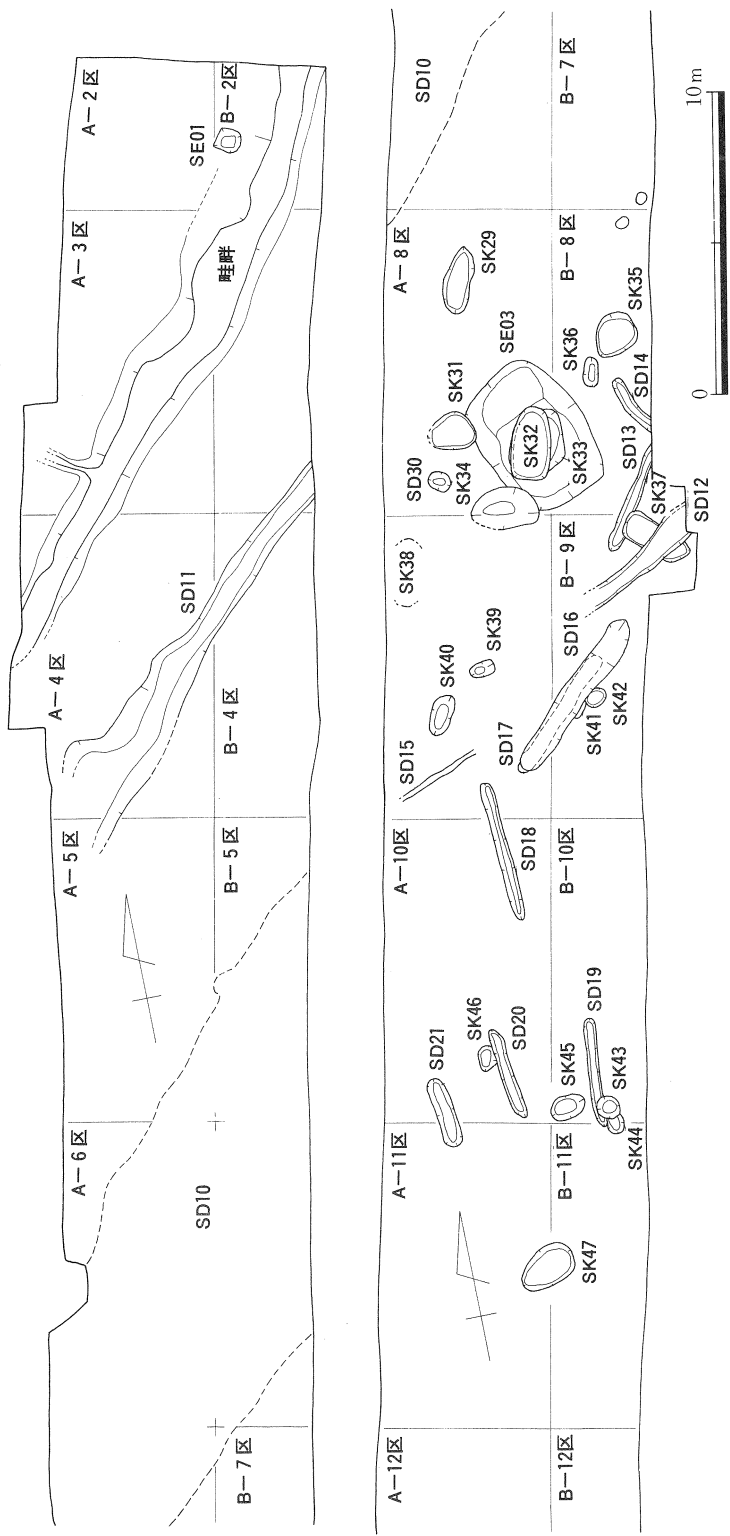 A－2区
B－2区
SE01
A－3区
畦畔
SD11
A－4区
B－4区
A－5区
B－5区
A－6区
SD10
B－7区
SD10
B－7区
A－8区
B－8区
SK29
SE03
SK36
SK35
SK31
SD14
SK32
SK33
SD13
SD30
SK34
SK37
SD12
SK38
B－9区
SD16
SK39
SK40
SK41
SK42
SD15
SD17
A－10区
B－10区
SD18
SD19
SK46
SD20
SD21
SK45
SK43
SK44
A－11区
B－11区
SK47
A－12区
B－12区
0
10m